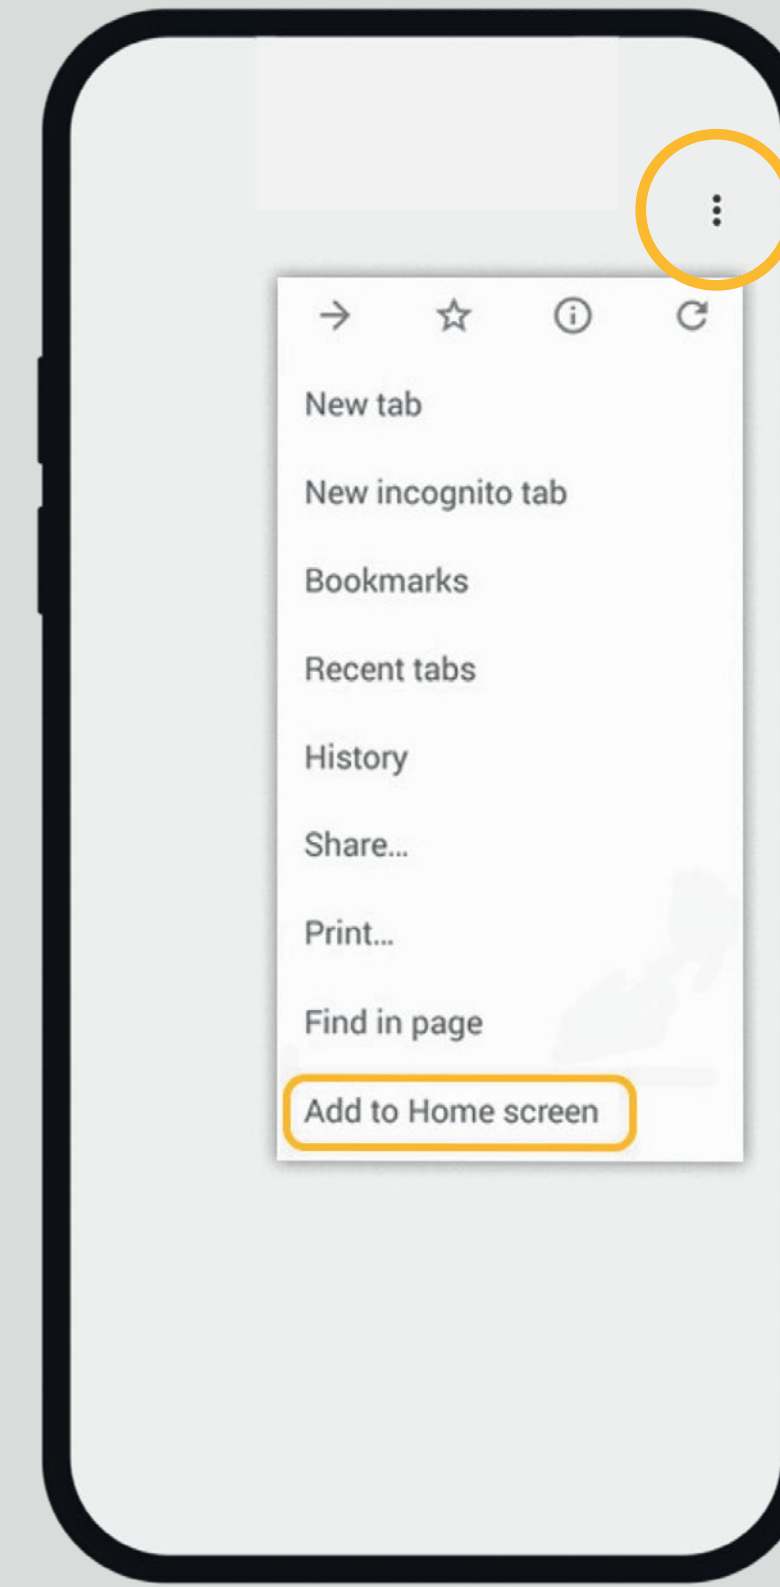 New tab
New incognito tab
Bookmarks
Recent tabs
History
Share...
Print...
Find in page
Add to Home screen